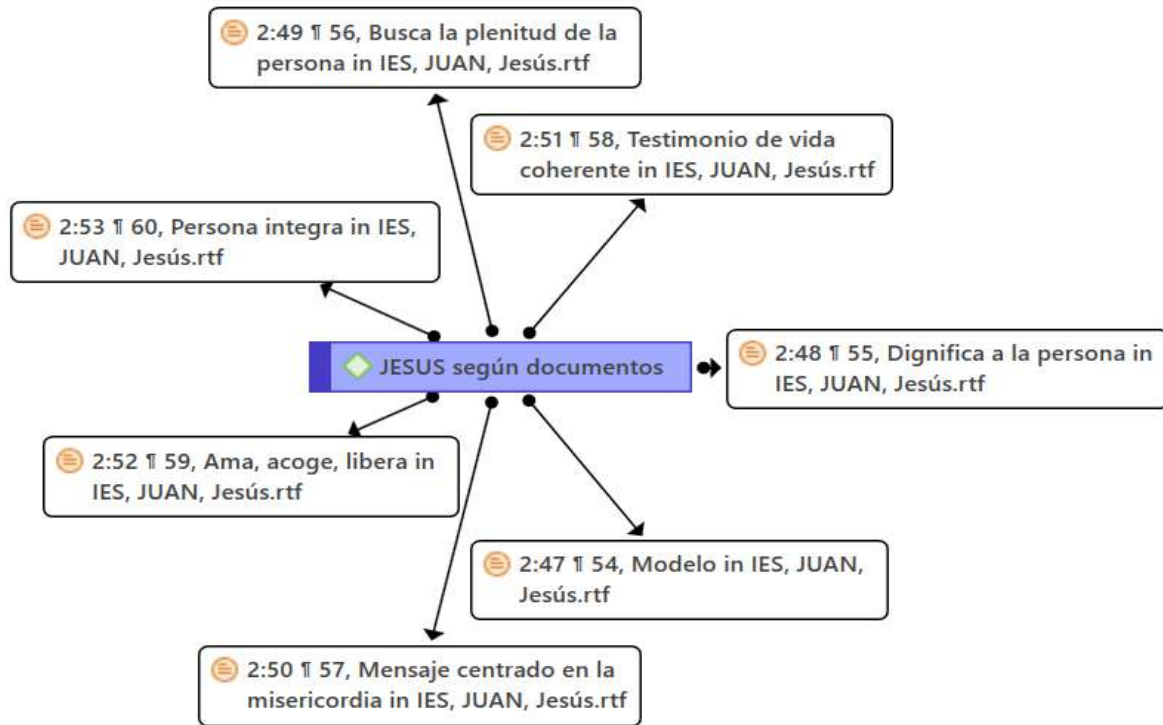 2:49 ¶ 56, Busca la plenitud de la
persona in IES, JUAN, Jesús.rtf
2:51 ¶ 58, Testimonio de vida
coherente in IES, JUAN, Jesús.rtf
2:53 ¶ 60, Persona integra in IES,
JUAN, Jesús.rtf
JESUS según documentos
2:48 ¶ 55, Dignifica a la persona in
IES, JUAN, Jesús.rtf
2:52 ¶ 59, Ama, acoge, libera in
IES, JUAN, Jesús.rtf
2:47 ¶ 54, Modelo in IES, JUAN,
Jesús.rtf
2:50 ¶ 57, Mensaje centrado en la
misericordia in IES, JUAN, Jesús.rtf